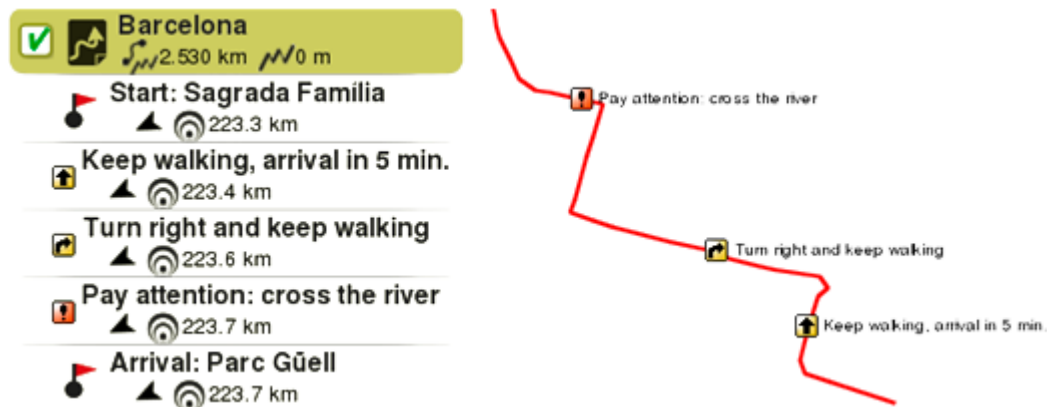 Barcelona
2.530 km 0 m
Start: Sagrada Família
223.3 km
Keep walking, arrival in 5 min.
223.4 km
Turn right and keep walking
223.6 km
Pay attention: cross the river
223.7 km
Arrival: Parc Gűell
223.7 km
Pay attention: cross the river
Turn right and keep walking
Keep walking, arrival in 5 min.